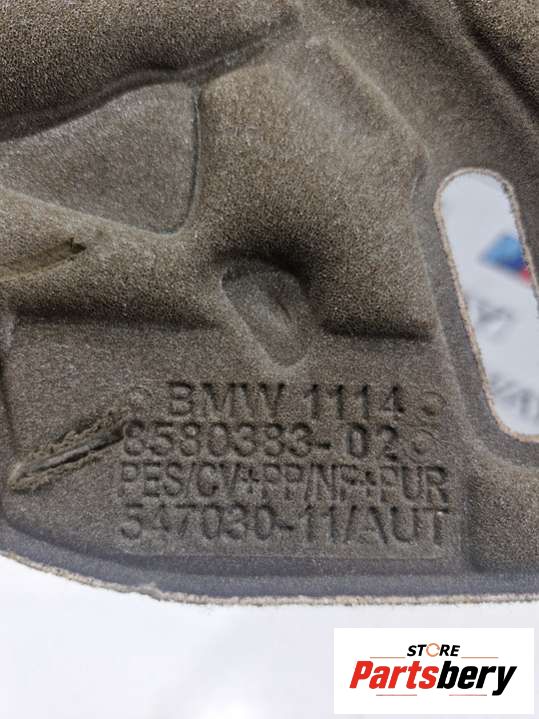 BMW 1114
8580383-02
PES/CV+PP/NF+PUR
547030-11/AUT
STORE
Partsbery